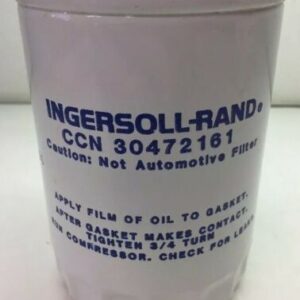 INGERSOLL-RAND®
CCN 30472161
Caution: Not Automotive Filter
APPLY FILM OF OIL TO GASKET.
AFTER GASKET MAKES CONTACT,
TIGHTEN 3/4 TURN
RUN COMPRESSOR. CHECK FOR LEAKS